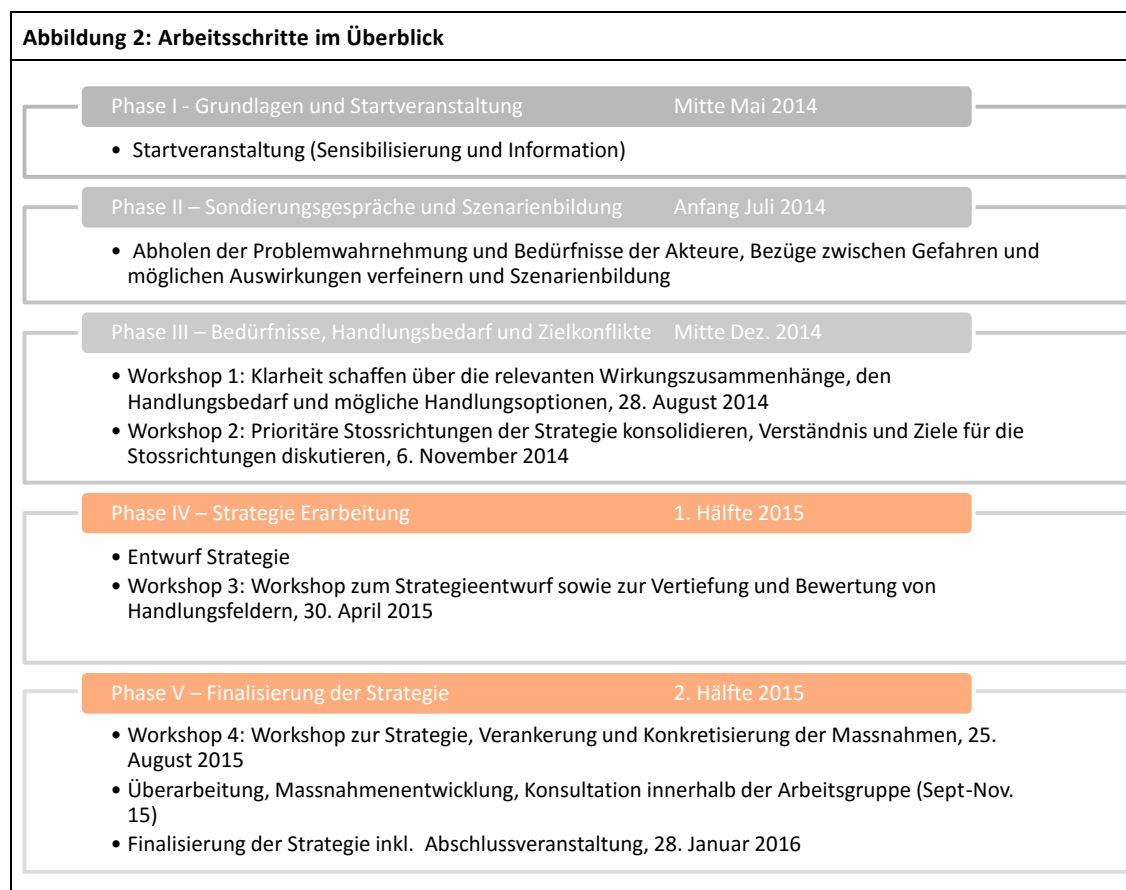 Abbildung 2: Arbeitsschritte im Überblick
Phase I - Grundlagen und Startveranstaltung Mitte Mai 2014
• Startveranstaltung (Sensibilisierung und Information)
Phase II – Sondierungsgespräche und Szenarienbildung Anfang Juli 2014
• Abholen der Problemwahrnehmung und Bedürfnisse der Akteure, Bezüge zwischen Gefahren und
möglichen Auswirkungen verfeinern und Szenarienbildung
Phase III – Bedürfnisse, Handlungsbedarf und Zielkonflikte Mitte Dez. 2014
• Workshop 1: Klarheit schaffen über die relevanten Wirkungszusammenhänge, den
Handlungsbedarf und mögliche Handlungsoptionen, 28. August 2014
• Workshop 2: Prioritäre Stossrichtungen der Strategie konsolidieren, Verständnis und Ziele für die
Stossrichtungen diskutieren, 6. November 2014
Phase IV – Strategie Erarbeitung 1. Hälfte 2015
• Entwurf Strategie
• Workshop 3: Workshop zum Strategieentwurf sowie zur Vertiefung und Bewertung von
Handlungsfeldern, 30. April 2015
Phase V – Finalisierung der Strategie 2. Hälfte 2015
• Workshop 4: Workshop zur Strategie, Verankerung und Konkretisierung der Massnahmen, 25.
August 2015
• Überarbeitung, Massnahmenentwicklung, Konsultation innerhalb der Arbeitsgruppe (Sept-Nov.
15)
• Finalisierung der Strategie inkl. Abschlussveranstaltung, 28. Januar 2016